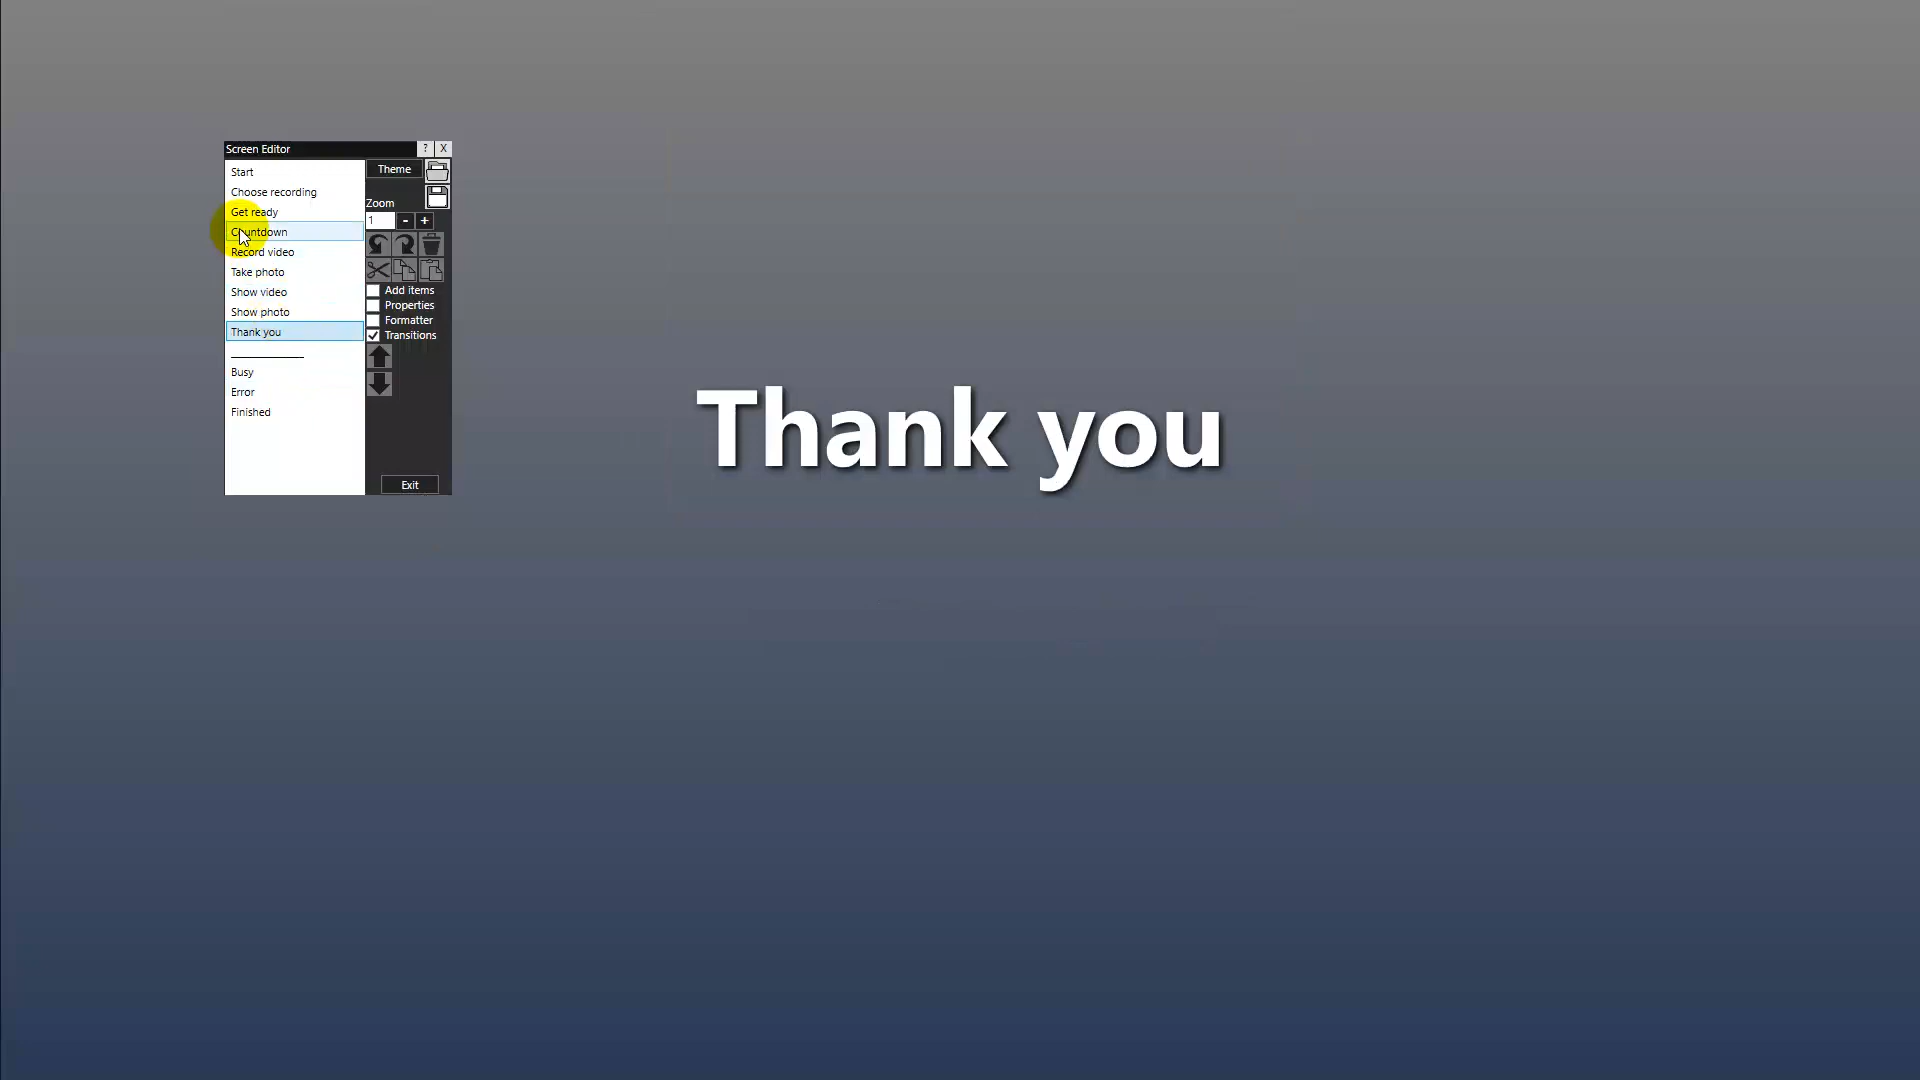 Screen Editor ? X
Start
Choose recording
Get ready
Countdown
Record video
Take photo
Show video
Show photo
Thank you
Busy
Error
Finished
Theme
Zoom
1 - +
Add items
Properties
Formatter
Transitions
Exit
Thank you